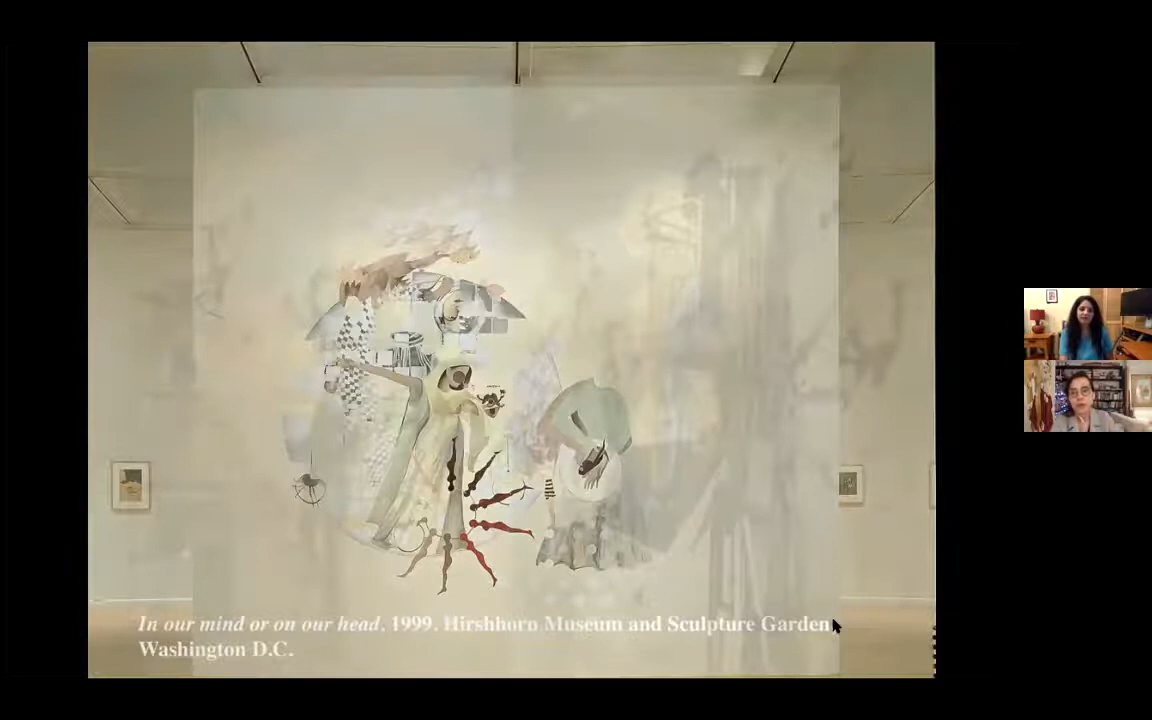 In our mind or on our head, 1999. Hirshhorn Museum and Sculpture Garden,
Washington D.C.